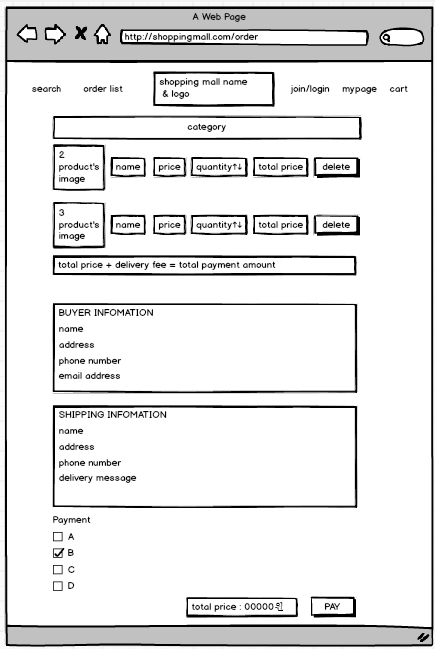 A Web Page
http://shoppingmall.com/order
search order list shopping mall name join/login mypage cart
& logo
category
2
product's name price quantity↑↓ total price delete
image
3
product's name price quantity↑↓ total price delete
image
total price + delivery fee = total payment amount
BUYER INFOMATION
name
address
phone number
email address
SHIPPING INFOMATION
name
address
phone number
delivery message
Payment
A
B
C
D
total price : 00000원 PAY